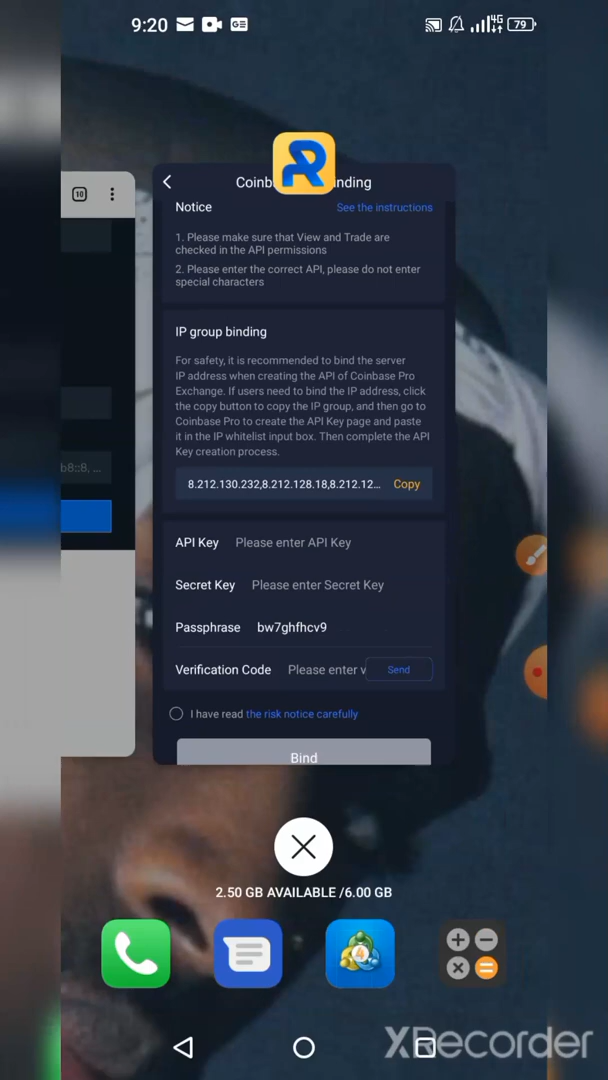 9:20
79
10
Coinb nding
Notice See the instructions
1. Please make sure that View and Trade are
checked in the API permissions
2. Please enter the correct API, please do not enter
special characters
IP group binding
For safety, it is recommended to bind the server
IP address when creating the API of Coinbase Pro
Exchange. If users need to bind the IP address, click
the copy button to copy the IP group, and then go to
Coinbase Pro to create the API Key page and paste
it in the IP whitelist input box. Then complete the API
Key creation process.
b8::8, ...
8.212.130.232,8.212.128.18,8.212.12... Copy
API Key Please enter API Key
Secret Key Please enter Secret Key
Passphrase bw7ghfhcv9
Verification Code Please enter v Send
I have read the risk notice carefully
Bind
2.50 GB AVAILABLE /6.00 GB
4
XRecorder